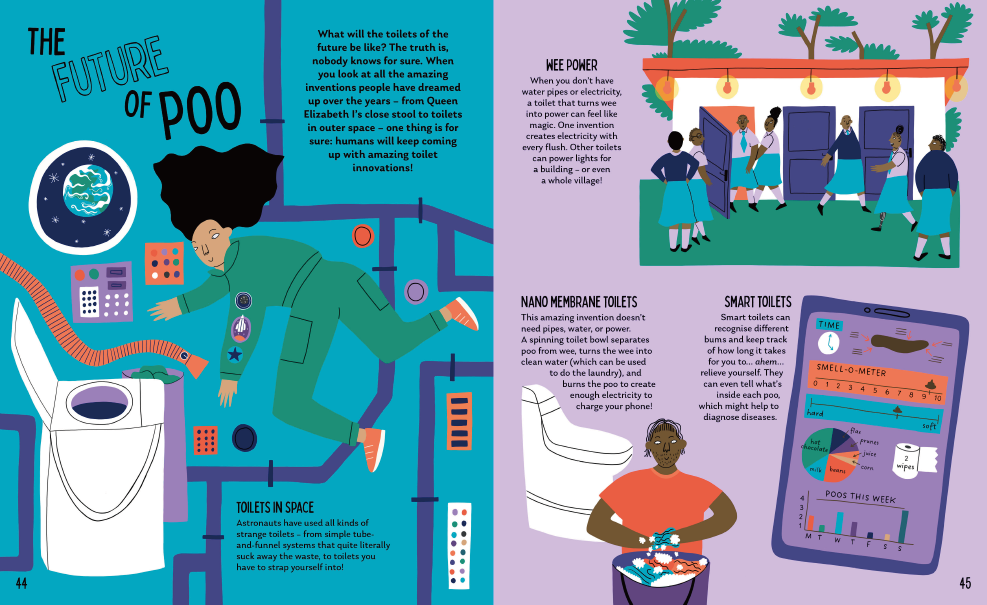 THE
FUTURE
OF POO
What will the toilets of the
future be like? The truth is,
nobody knows for sure. When
you look at all the amazing
inventions people have dreamed
up over the years – from Queen
Elizabeth I's close stool to toilets
in outer space – one thing is for
sure: humans will keep coming
up with amazing toilet
innovations!
TOILETS IN SPACE
Astronauts have used all kinds of
strange toilets – from simple tube-
and-funnel systems that quite literally
suck away the waste, to toilets you
have to strap yourself into!
44
WEE POWER
When you don't have
water pipes or electricity,
a toilet that turns wee
into power can feel like
magic. One invention
creates electricity with
every flush. Other toilets
can power lights for
a building – or even
a whole village!
NANO MEMBRANE TOILETS
This amazing invention doesn't
need pipes, water, or power.
A spinning toilet bowl separates
poo from wee, turns the wee into
clean water (which can be used
to do the laundry), and
burns the poo to create
enough electricity to
charge your phone!
SMART TOILETS
Smart toilets can
recognise different
bums and keep track
of how long it takes
for you to... ahem...
relieve yourself. They
can even tell what's
inside each poo,
which might help to
diagnose diseases.
TIME
SMELL-O-METER
0 1 2 3 4 5 6 7 8 9 10
hard
soft
hot
chocolate
flax
prunes
juice
corn
beans
milk
2
wipes
POOS THIS WEEK
4
3
2
1
M T W T F S S
45